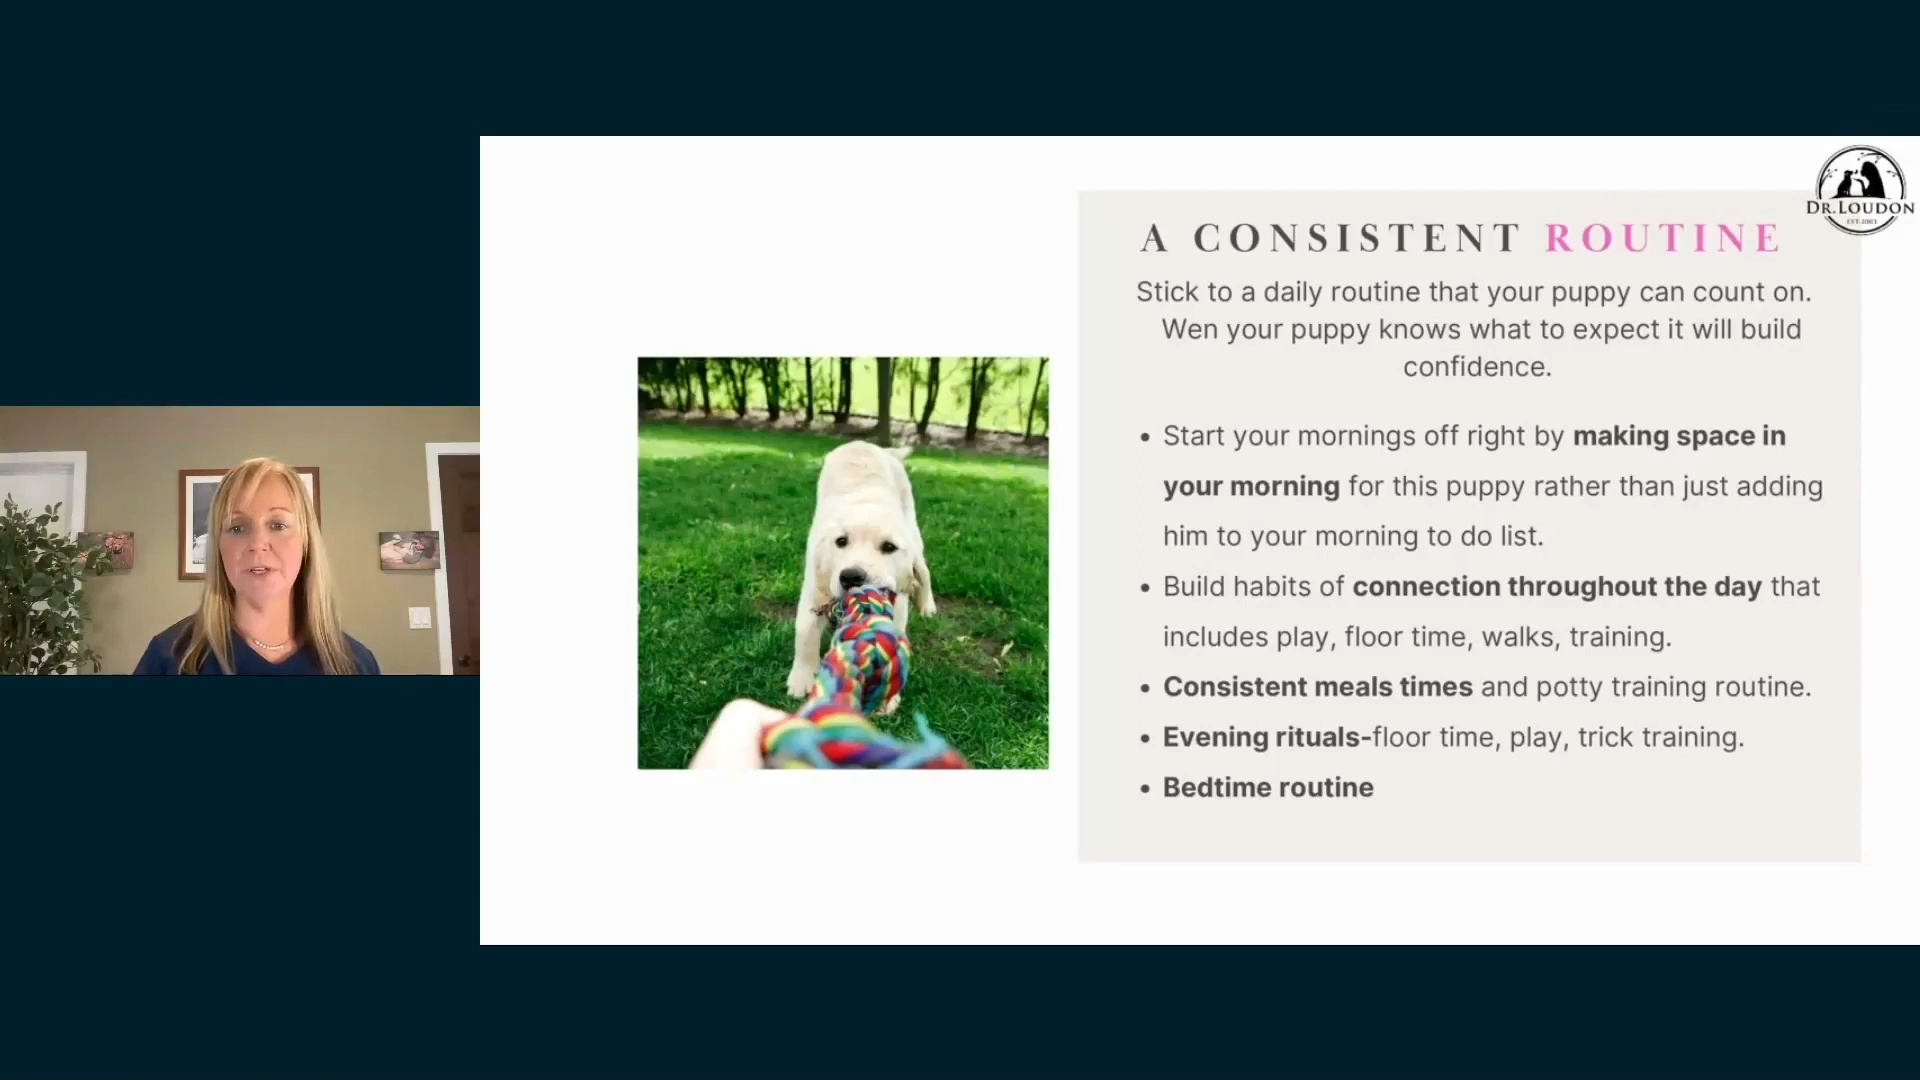 DR.LOUDON
A CONSISTENT ROUTINE
Stick to a daily routine that your puppy can count on.
Wen your puppy knows what to expect it will build
confidence.
• Start your mornings off right by making space in
your morning for this puppy rather than just adding
him to your morning to do list.
• Build habits of connection throughout the day that
includes play, floor time, walks, training.
• Consistent meals times and potty training routine.
• Evening rituals-floor time, play, trick training.
• Bedtime routine